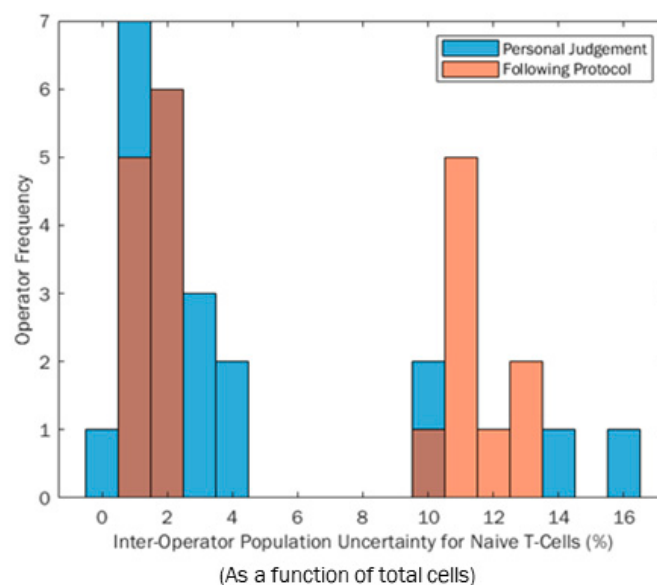 7
6
5
4
3
2
1
0
Operator Frequency
Personal Judgement
Following Protocol
0 2 4 6 8 10 12 14 16
Inter-Operator Population Uncertainty for Naive T-Cells (%)
(As a function of total cells)